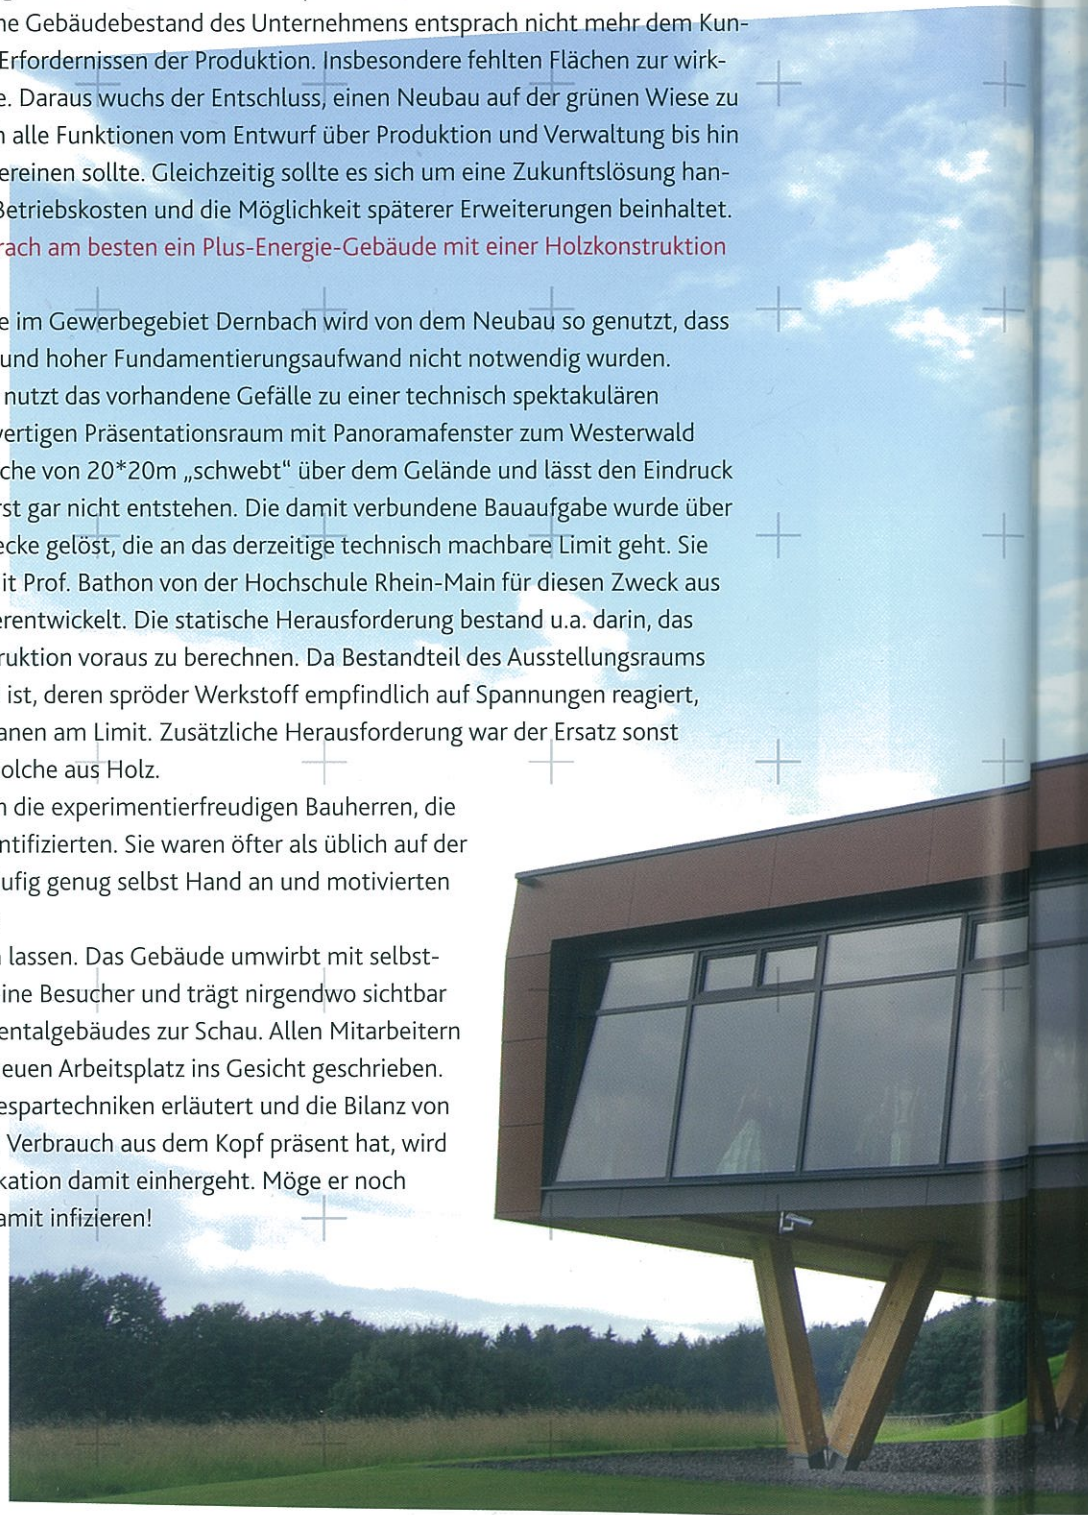 ne Gebäudebestand des Unternehmens entsprach nicht mehr dem Kun-
Erfordernissen der Produktion. Insbesondere fehlten Flächen zur wirk-
e. Daraus wuchs der Entschluss, einen Neubau auf der grünen Wiese zu
n alle Funktionen vom Entwurf über Produktion und Verwaltung bis hin
ereinen sollte. Gleichzeitig sollte es sich um eine Zukunftslösung han-
Betriebskosten und die Möglichkeit späterer Erweiterungen beinhaltet.
rach am besten ein Plus-Energie-Gebäude mit einer Holzkonstruktion
e im Gewerbegebiet Dernbach wird von dem Neubau so genutzt, dass
und hoher Fundamentierungsaufwand nicht notwendig wurden.
nutzt das vorhandene Gefälle zu einer technisch spektakulären
wertigen Präsentationsraum mit Panoramafenster zum Westerwald
che von 20*20m „schwebt“ über dem Gelände und lässt den Eindruck
rst gar nicht entstehen. Die damit verbundene Bauaufgabe wurde über
ecke gelöst, die an das derzeitige technisch machbare Limit geht. Sie
it Prof. Bathon von der Hochschule Rhein-Main für diesen Zweck aus
erentwickelt. Die statische Herausforderung bestand u.a. darin, das
ruktion voraus zu berechnen. Da Bestandteil des Ausstellungsraums
ist, deren spröder Werkstoff empfindlich auf Spannungen reagiert,
anen am Limit. Zusätzliche Herausforderung war der Ersatz sonst
olche aus Holz.
n die experimentierfreudigen Bauherren, die
ntifizierten. Sie waren öfter als üblich auf der
ufig genug selbst Hand an und motivierten
n lassen. Das Gebäude umwirbt mit selbst-
ine Besucher und trägt nirgendwo sichtbar
entalgebäudes zur Schau. Allen Mitarbeitern
euen Arbeitsplatz ins Gesicht geschrieben.
espartechniken erläutert und die Bilanz von
Verbrauch aus dem Kopf präsent hat, wird
kation damit einhergeht. Möge er noch
amit infizieren!